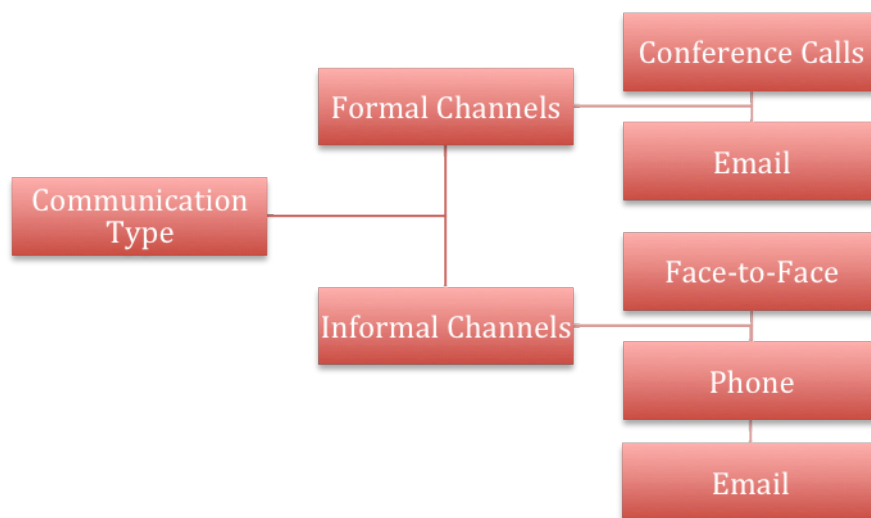 Communication
Type
Formal Channels
Conference Calls
Email
Informal Channels
Face-to-Face
Phone
Email